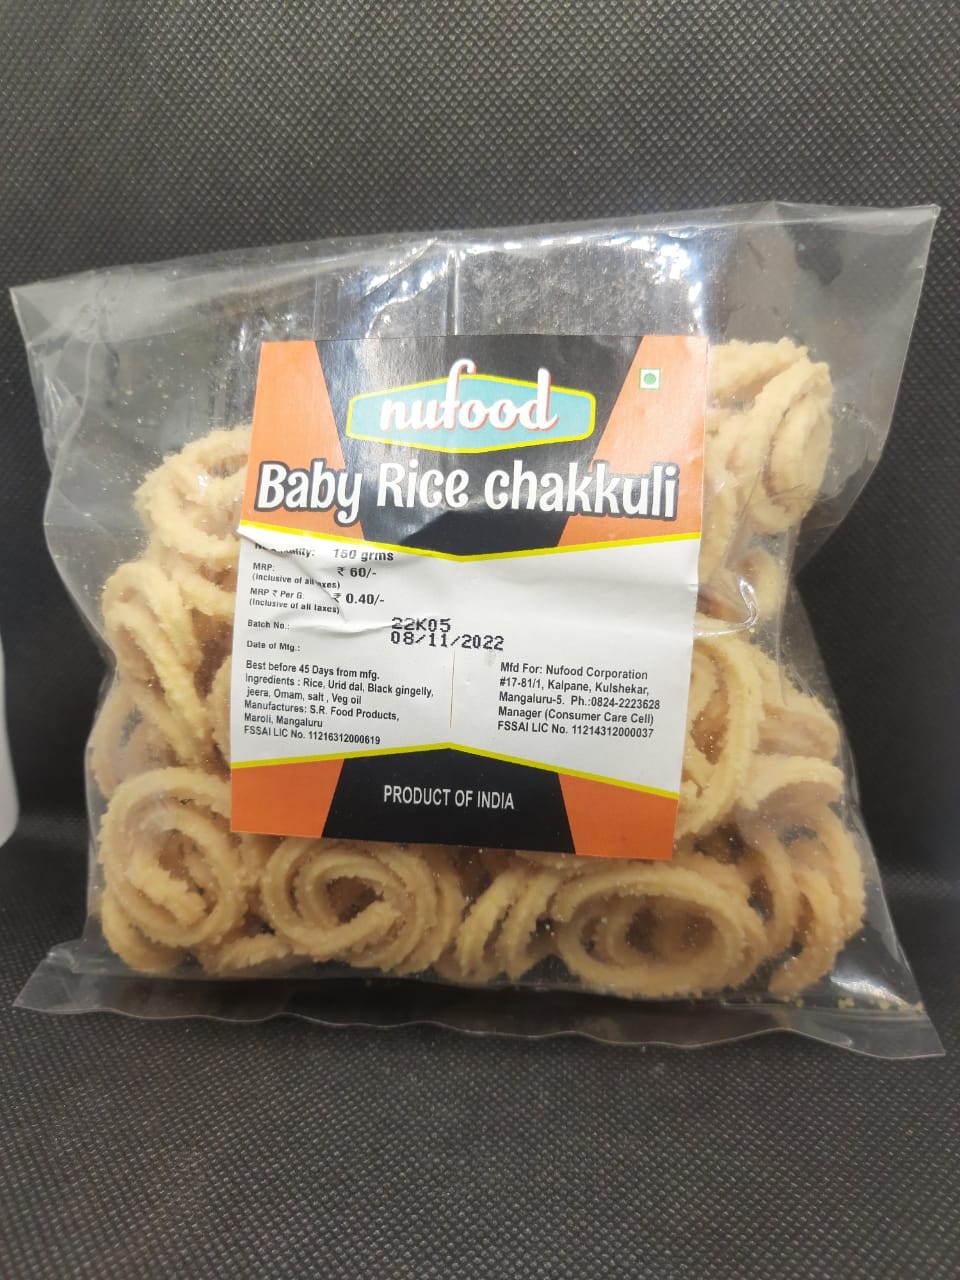 nufood
Baby Rice chakkuli
150 grms
MRP: ₹ 60/-
(Inclusive of all taxes)
MRP ₹ Per G: ₹ 0.40/-
(Inclusive of all taxes)
Batch No.: 22K05
Date of Mfg.: 08/11/2022
Best before 45 Days from mfg.
Ingredients : Rice, Urid dal, Black gingelly,
jeera, Omam, salt , Veg oil
Manufactures: S.R. Food Products,
Maroli, Mangaluru
FSSAI LIC No. 11216312000619
Mfd For: Nufood Corporation
#17-81/1, Kalpane, Kulshekar,
Mangaluru-5. Ph.:0824-2223628
Manager (Consumer Care Cell)
FSSAI LIC No. 11214312000037
PRODUCT OF INDIA